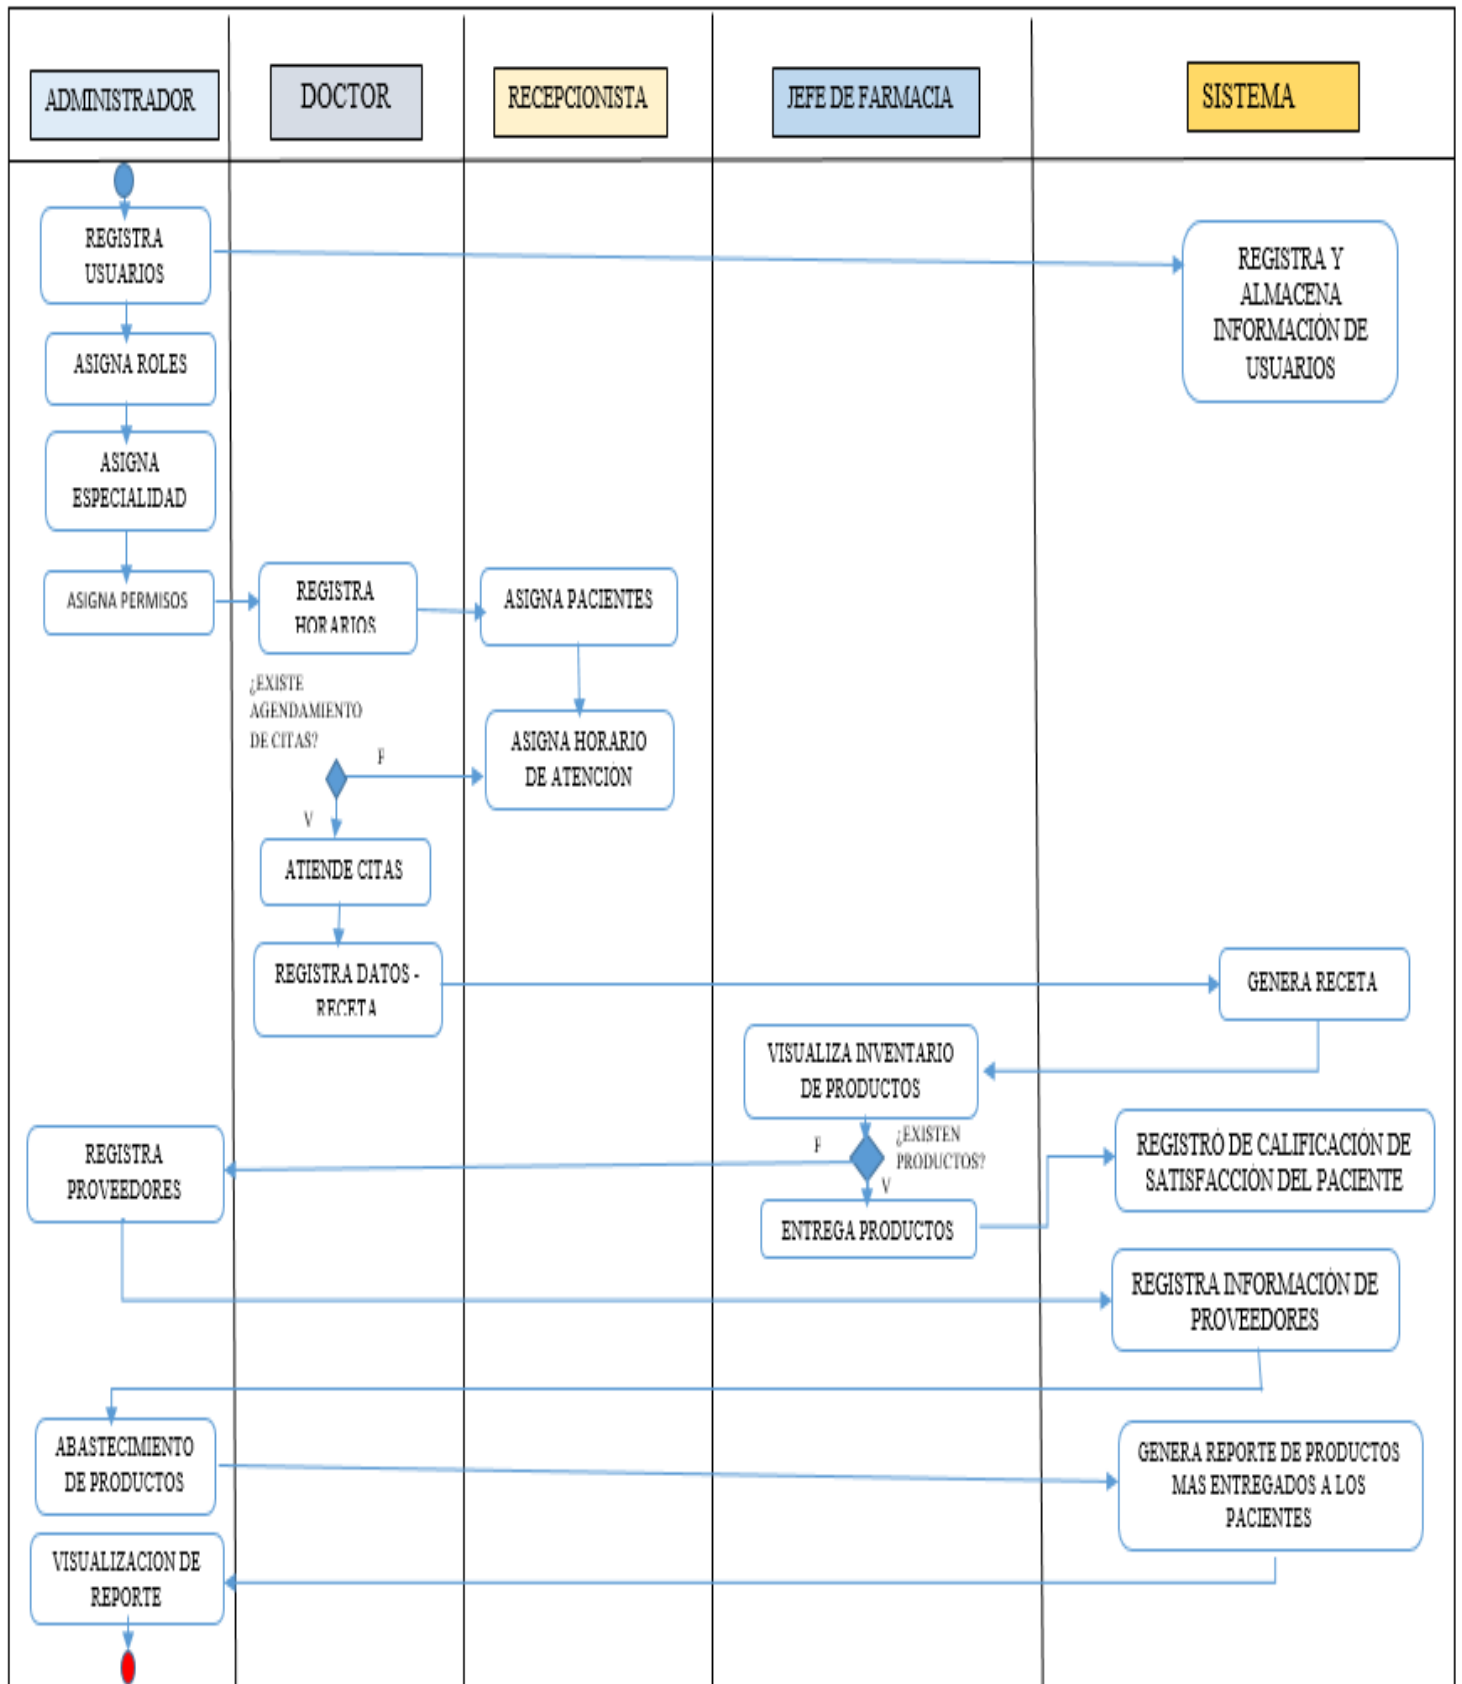 ADMINISTRADOR
DOCTOR
RECEPCIONISTA
JEFE DE FARMACIA
SISTEMA
REGISTRA
USUARIOS
REGISTRA Y
ALMACENA
INFORMACIÓN DE
USUARIOS
ASIGNA ROLES
ASIGNA
ESPECIALIDAD
ASIGNA PERMISOS
REGISTRA
HORARIOS
ASIGNA PACIENTES
¿EXISTE
AGENDAMIENTO
DE CITAS?
F
V
ASIGNA HORARIO
DE ATENCIÓN
ATIENDE CITAS
REGISTRA DATOS -
RECETA
GENERA RECETA
VISUALIZA INVENTARIO
DE PRODUCTOS
¿EXISTEN
PRODUCTOS?
F
V
REGISTRA
PROVEEDORES
ENTREGA PRODUCTOS
REGISTRÓ DE CALIFICACIÓN DE
SATISFACCIÓN DEL PACIENTE
REGISTRA INFORMACIÓN DE
PROVEEDORES
ABASTECIMIENTO
DE PRODUCTOS
GENERA REPORTE DE PRODUCTOS
MAS ENTREGADOS A LOS
PACIENTES
VISUALIZACION DE
REPORTE